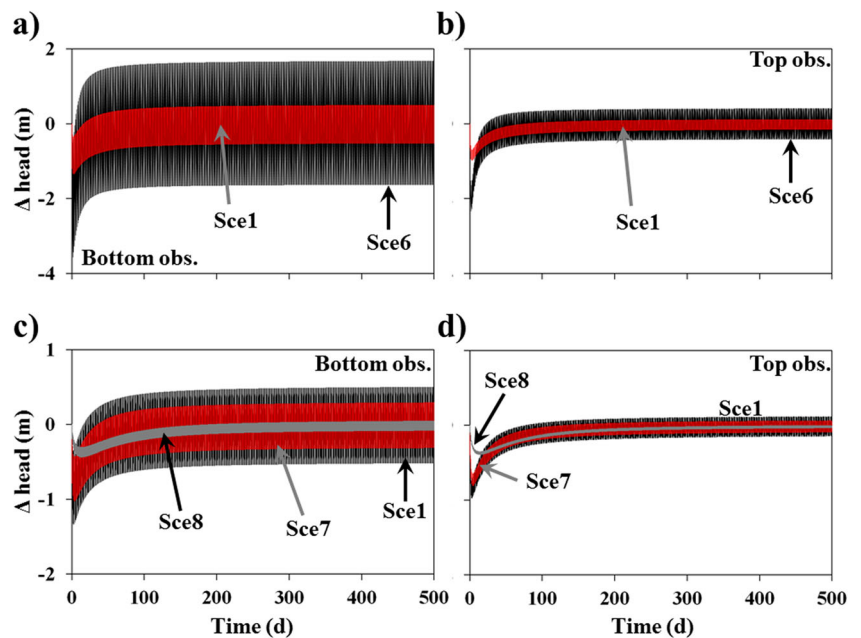 a)
b)
2
0
-2
-4
Δ head (m)
Sce1
Sce6
Bottom obs.
Top obs.
Sce1
Sce6
c)
d)
1
0
-1
-2
Δ head (m)
Bottom obs.
Sce8
Sce7
Sce1
0 100 200 300 400 500
Time (d)
Top obs.
Sce8
Sce1
Sce7
0 100 200 300 400 500
Time (d)